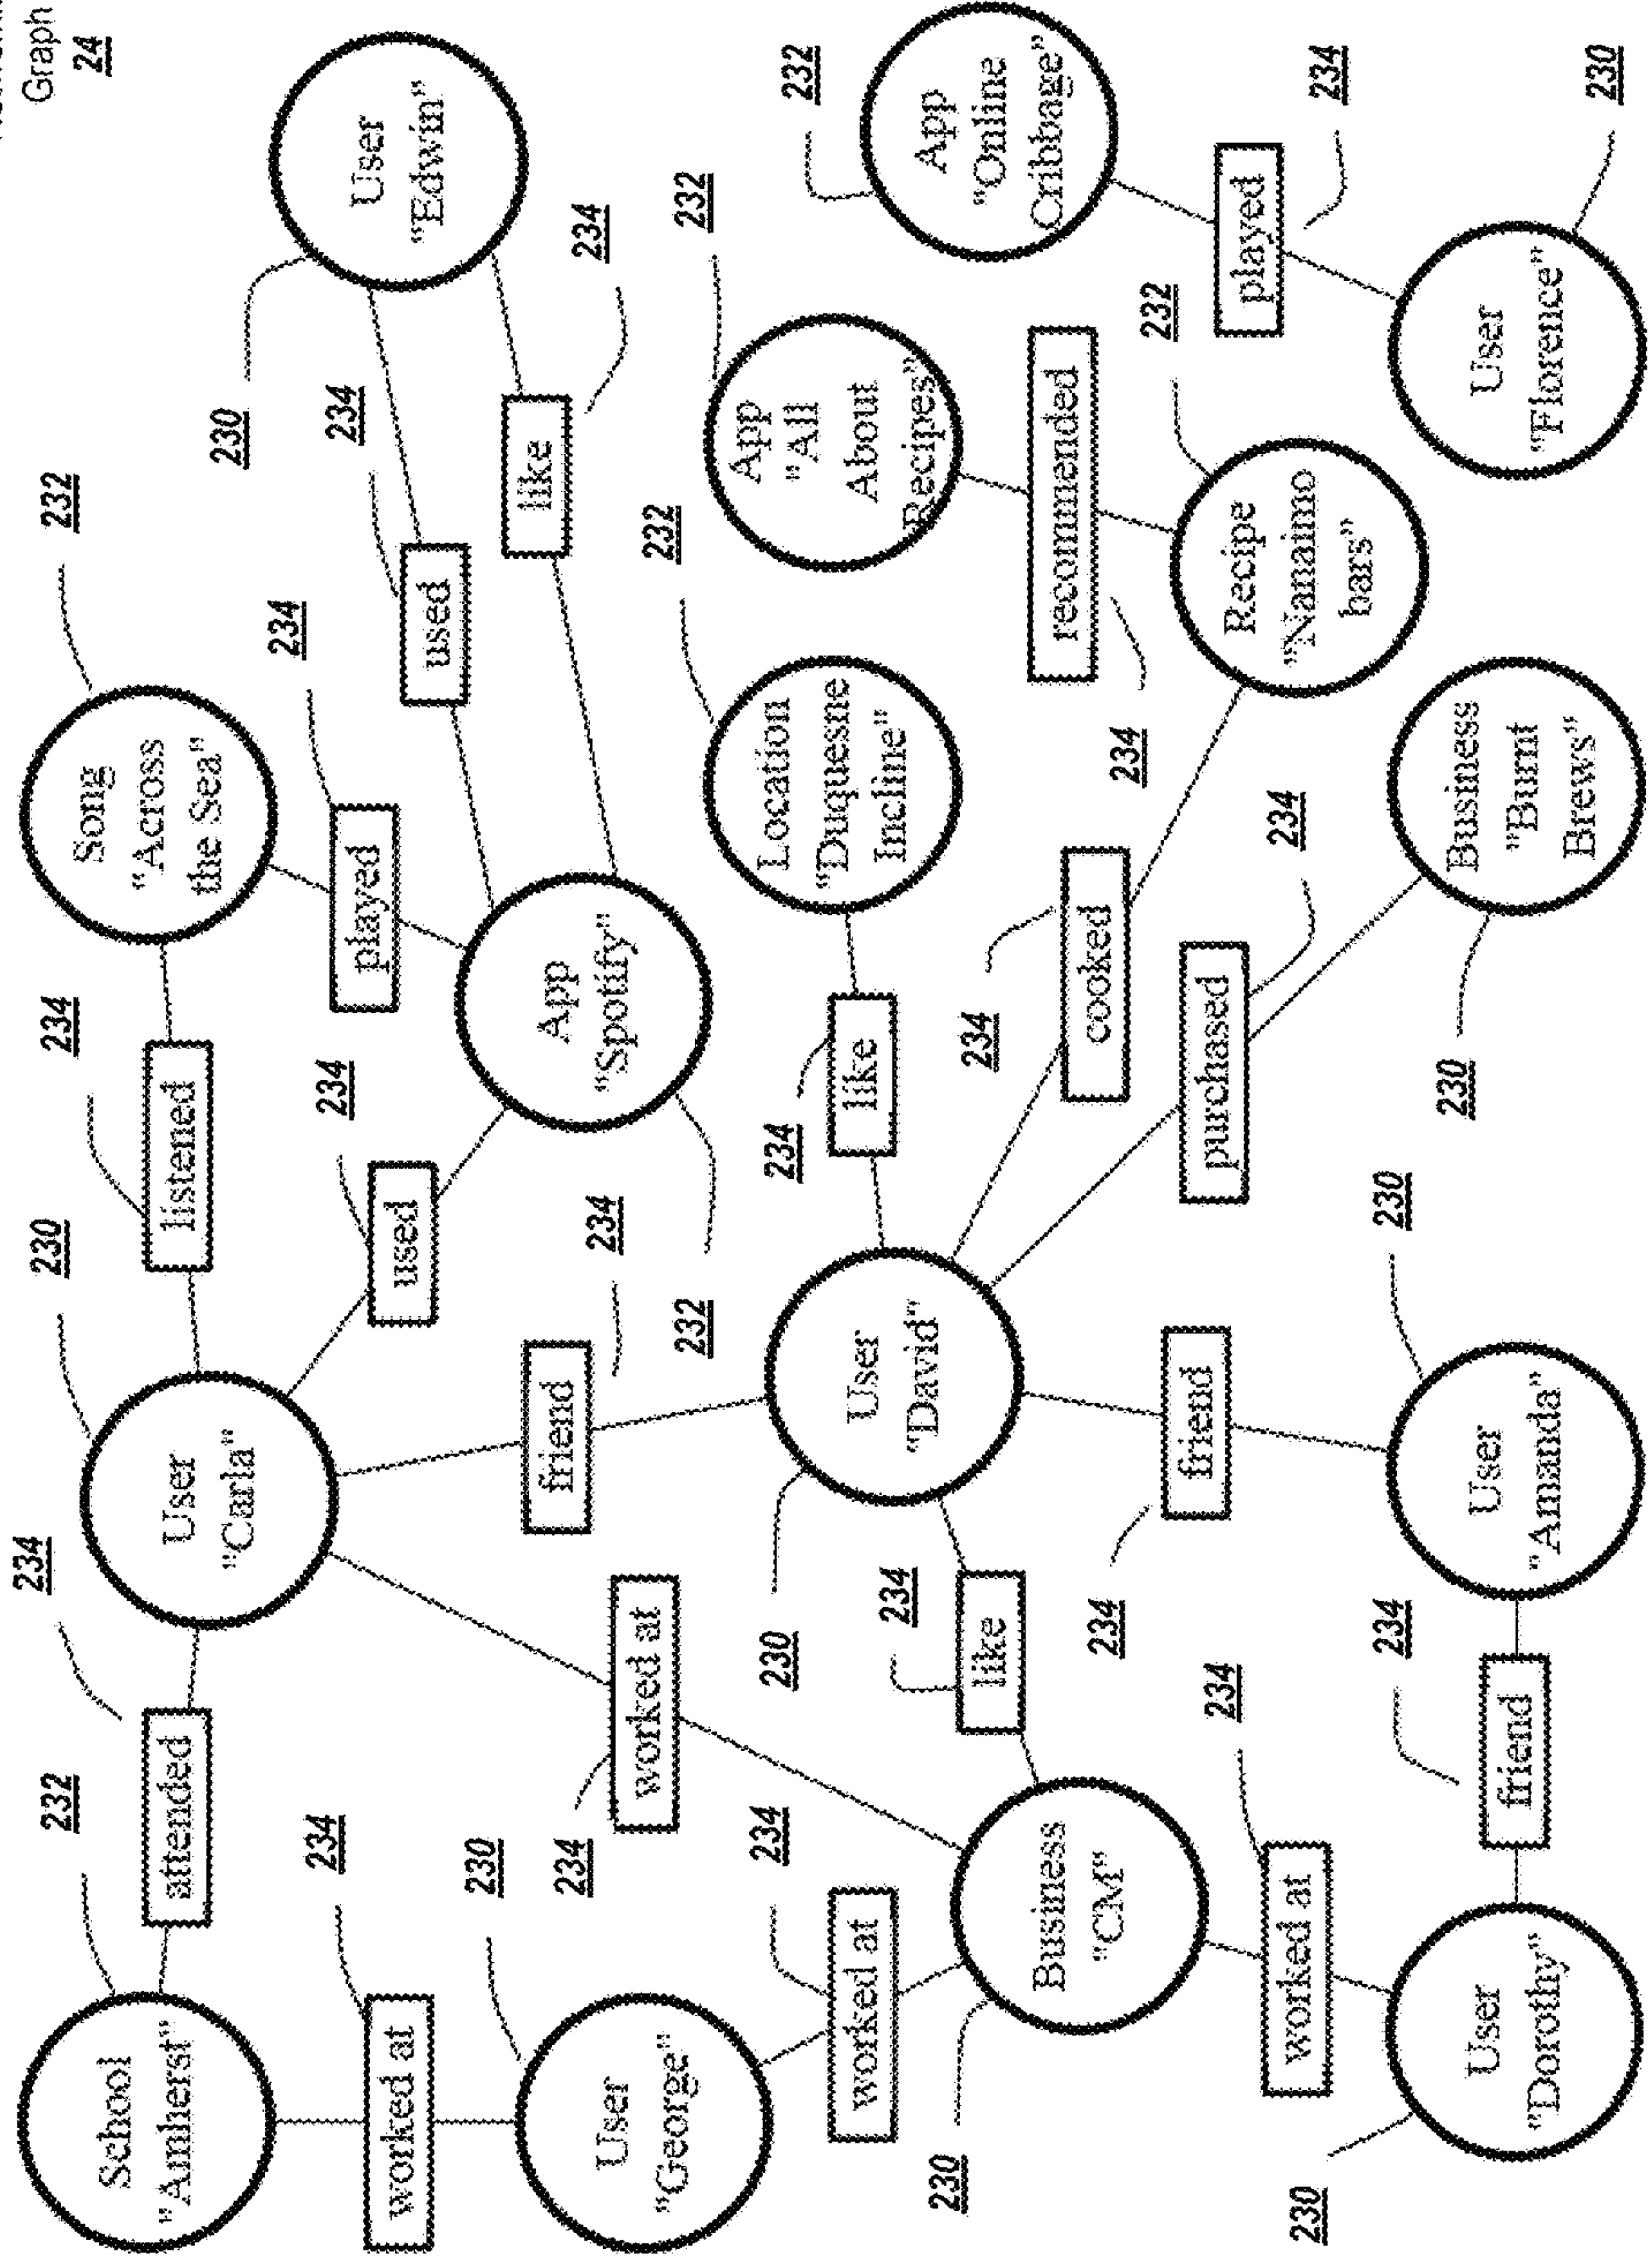 Graph
24
232
234
230
234
232
School
"Amherst"
attended
User
"Carla"
listened
Song
"Across
the Sea"
230
User
"Edwin"
234
worked at
234
used
234
played
234
used
230
User
"George"
234
worked at
234
friend
App
"Spotify"
like
234
232
232
232
232
234
worked at
230
User
"David"
234
like
Location
"Duquesne
Incline"
App
"All
About
Recipes"
App
"Online
Cribbage"
230
Business
"CM"
234
like
234
cooked
recommended
234
friend
234
purchased
234
Recipe
"Nanaimo
bars"
232
played
234
worked at
234
230
User
"Dorothy"
friend
234
User
"Amanda"
230
230
Business
"Burnt
Brews"
234
User
"Florence"
230